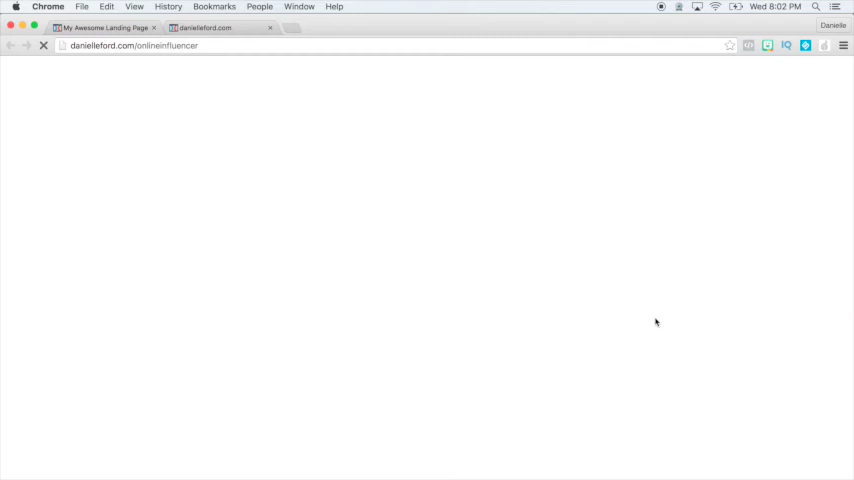 Chrome File Edit View History Bookmarks People Window Help Wed 8:02 PM
My Awesome Landing Page danielleford.com Danielle
danielleford.com/onlineinfluencer IQ